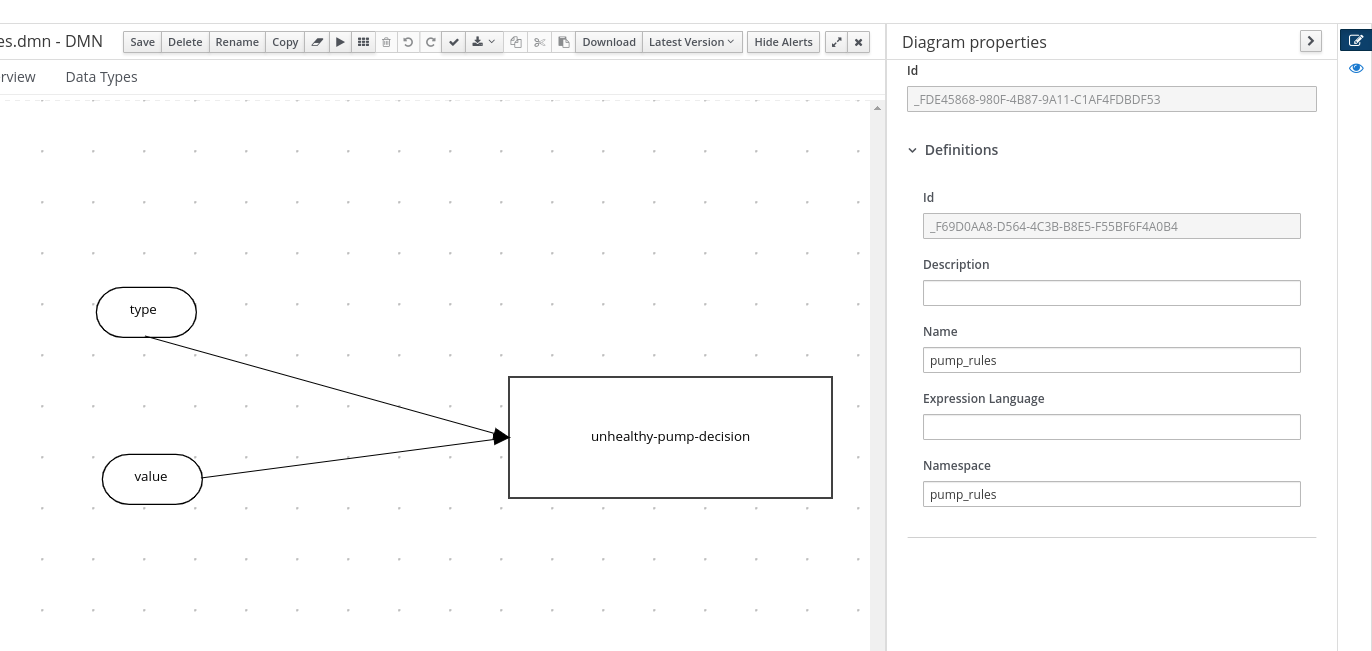 es.dmn - DMN
Save Delete Rename Copy Download Latest Version Hide Alerts
rview Data Types
type
value
unhealthy-pump-decision
Diagram properties
Id
_FDE45868-980F-4B87-9A11-C1AF4FDBDF53
Definitions
Id
_F69D0AA8-D564-4C3B-B8E5-F55BF6F4A0B4
Description
Name
pump_rules
Expression Language
Namespace
pump_rules